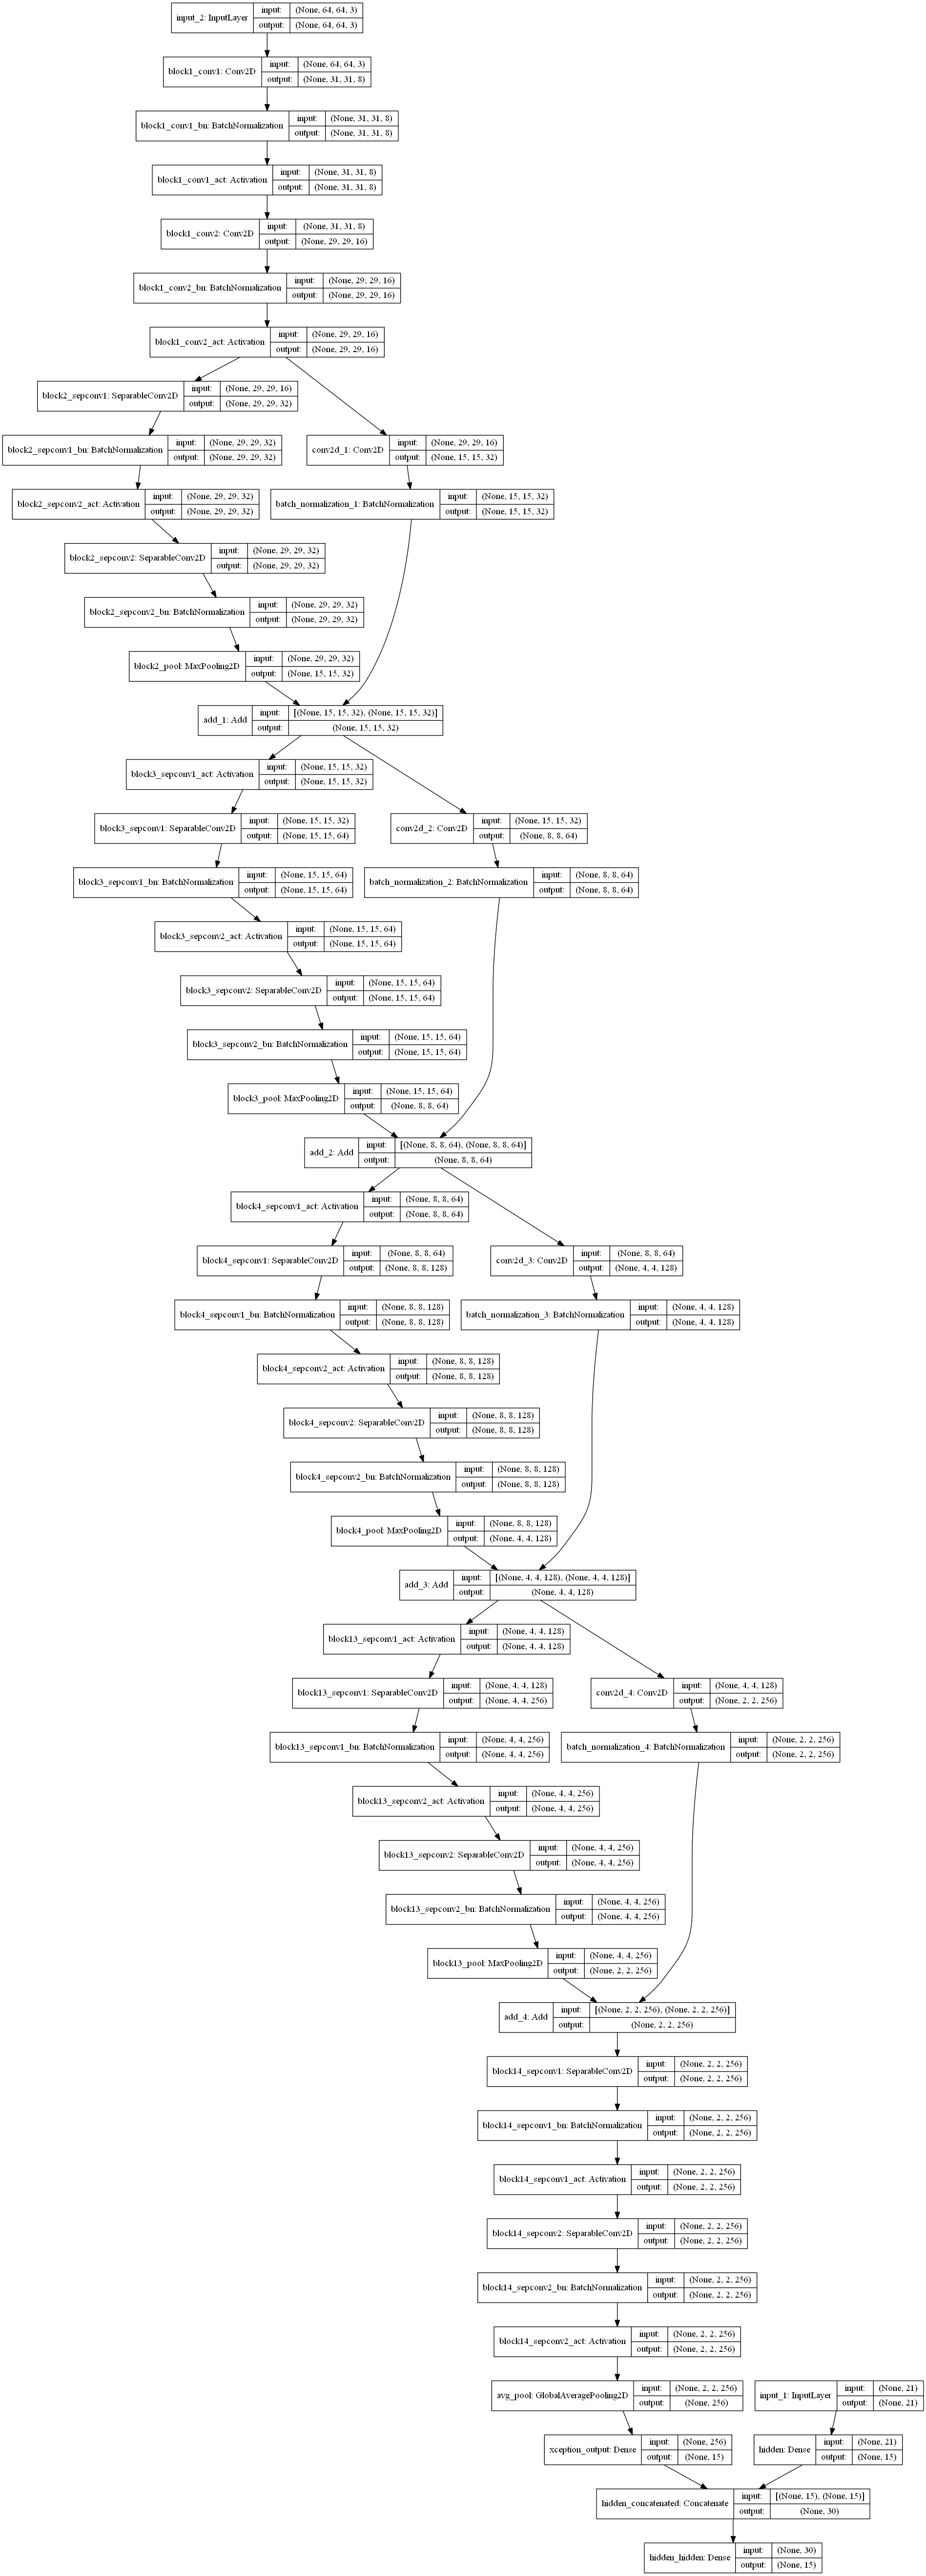 input_2: InputLayer
input: (None, 64, 64, 3)
output: (None, 64, 64, 3)
block1_conv1: Conv2D
input: (None, 64, 64, 3)
output: (None, 31, 31, 8)
block1_conv1_bn: BatchNormalization
input: (None, 31, 31, 8)
output: (None, 31, 31, 8)
block1_conv1_act: Activation
input: (None, 31, 31, 8)
output: (None, 31, 31, 8)
block1_conv2: Conv2D
input: (None, 31, 31, 8)
output: (None, 29, 29, 16)
block1_conv2_bn: BatchNormalization
input: (None, 29, 29, 16)
output: (None, 29, 29, 16)
block1_conv2_act: Activation
input: (None, 29, 29, 16)
output: (None, 29, 29, 16)
block2_sepconv1: SeparableConv2D
input: (None, 29, 29, 16)
output: (None, 29, 29, 32)
block2_sepconv1_bn: BatchNormalization
input: (None, 29, 29, 32)
output: (None, 29, 29, 32)
conv2d_1: Conv2D
input: (None, 29, 29, 16)
output: (None, 15, 15, 32)
block2_sepconv2_act: Activation
input: (None, 29, 29, 32)
output: (None, 29, 29, 32)
batch_normalization_1: BatchNormalization
input: (None, 15, 15, 32)
output: (None, 15, 15, 32)
block2_sepconv2: SeparableConv2D
input: (None, 29, 29, 32)
output: (None, 29, 29, 32)
block2_sepconv2_bn: BatchNormalization
input: (None, 29, 29, 32)
output: (None, 29, 29, 32)
block2_pool: MaxPooling2D
input: (None, 29, 29, 32)
output: (None, 15, 15, 32)
add_1: Add
input: [(None, 15, 15, 32), (None, 15, 15, 32)]
output: (None, 15, 15, 32)
block3_sepconv1_act: Activation
input: (None, 15, 15, 32)
output: (None, 15, 15, 32)
block3_sepconv1: SeparableConv2D
input: (None, 15, 15, 32)
output: (None, 15, 15, 64)
conv2d_2: Conv2D
input: (None, 15, 15, 32)
output: (None, 8, 8, 64)
block3_sepconv1_bn: BatchNormalization
input: (None, 15, 15, 64)
output: (None, 15, 15, 64)
batch_normalization_2: BatchNormalization
input: (None, 8, 8, 64)
output: (None, 8, 8, 64)
block3_sepconv2_act: Activation
input: (None, 15, 15, 64)
output: (None, 15, 15, 64)
block3_sepconv2: SeparableConv2D
input: (None, 15, 15, 64)
output: (None, 15, 15, 64)
block3_sepconv2_bn: BatchNormalization
input: (None, 15, 15, 64)
output: (None, 15, 15, 64)
block3_pool: MaxPooling2D
input: (None, 15, 15, 64)
output: (None, 8, 8, 64)
add_2: Add
input: [(None, 8, 8, 64), (None, 8, 8, 64)]
output: (None, 8, 8, 64)
block4_sepconv1_act: Activation
input: (None, 8, 8, 64)
output: (None, 8, 8, 64)
block4_sepconv1: SeparableConv2D
input: (None, 8, 8, 64)
output: (None, 8, 8, 128)
conv2d_3: Conv2D
input: (None, 8, 8, 64)
output: (None, 4, 4, 128)
block4_sepconv1_bn: BatchNormalization
input: (None, 8, 8, 128)
output: (None, 8, 8, 128)
batch_normalization_3: BatchNormalization
input: (None, 4, 4, 128)
output: (None, 4, 4, 128)
block4_sepconv2_act: Activation
input: (None, 8, 8, 128)
output: (None, 8, 8, 128)
block4_sepconv2: SeparableConv2D
input: (None, 8, 8, 128)
output: (None, 8, 8, 128)
block4_sepconv2_bn: BatchNormalization
input: (None, 8, 8, 128)
output: (None, 8, 8, 128)
block4_pool: MaxPooling2D
input: (None, 8, 8, 128)
output: (None, 4, 4, 128)
add_3: Add
input: [(None, 4, 4, 128), (None, 4, 4, 128)]
output: (None, 4, 4, 128)
block13_sepconv1_act: Activation
input: (None, 4, 4, 128)
output: (None, 4, 4, 128)
block13_sepconv1: SeparableConv2D
input: (None, 4, 4, 128)
output: (None, 4, 4, 256)
conv2d_4: Conv2D
input: (None, 4, 4, 128)
output: (None, 2, 2, 256)
block13_sepconv1_bn: BatchNormalization
input: (None, 4, 4, 256)
output: (None, 4, 4, 256)
batch_normalization_4: BatchNormalization
input: (None, 2, 2, 256)
output: (None, 2, 2, 256)
block13_sepconv2_act: Activation
input: (None, 4, 4, 256)
output: (None, 4, 4, 256)
block13_sepconv2: SeparableConv2D
input: (None, 4, 4, 256)
output: (None, 4, 4, 256)
block13_sepconv2_bn: BatchNormalization
input: (None, 4, 4, 256)
output: (None, 4, 4, 256)
block13_pool: MaxPooling2D
input: (None, 4, 4, 256)
output: (None, 2, 2, 256)
add_4: Add
input: [(None, 2, 2, 256), (None, 2, 2, 256)]
output: (None, 2, 2, 256)
block14_sepconv1: SeparableConv2D
input: (None, 2, 2, 256)
output: (None, 2, 2, 256)
block14_sepconv1_bn: BatchNormalization
input: (None, 2, 2, 256)
output: (None, 2, 2, 256)
block14_sepconv1_act: Activation
input: (None, 2, 2, 256)
output: (None, 2, 2, 256)
block14_sepconv2: SeparableConv2D
input: (None, 2, 2, 256)
output: (None, 2, 2, 256)
block14_sepconv2_bn: BatchNormalization
input: (None, 2, 2, 256)
output: (None, 2, 2, 256)
block14_sepconv2_act: Activation
input: (None, 2, 2, 256)
output: (None, 2, 2, 256)
avg_pool: GlobalAveragePooling2D
input: (None, 2, 2, 256)
output: (None, 256)
input_1: InputLayer
input: (None, 21)
output: (None, 21)
xception_output: Dense
input: (None, 256)
output: (None, 15)
hidden: Dense
input: (None, 21)
output: (None, 15)
hidden_concatenated: Concatenate
input: [(None, 15), (None, 15)]
output: (None, 30)
hidden_hidden: Dense
input: (None, 30)
output: (None, 15)